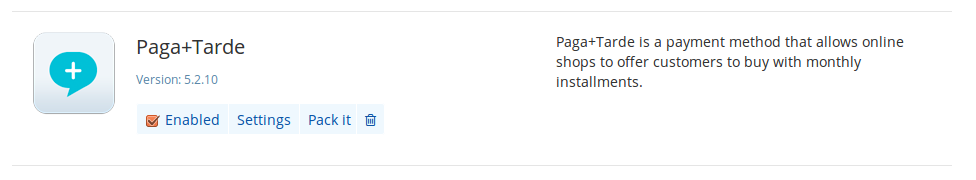 Paga+Tarde
Version: 5.2.10
Enabled Settings Pack it
Paga+Tarde is a payment method that allows online
shops to offer customers to buy with monthly
installments.